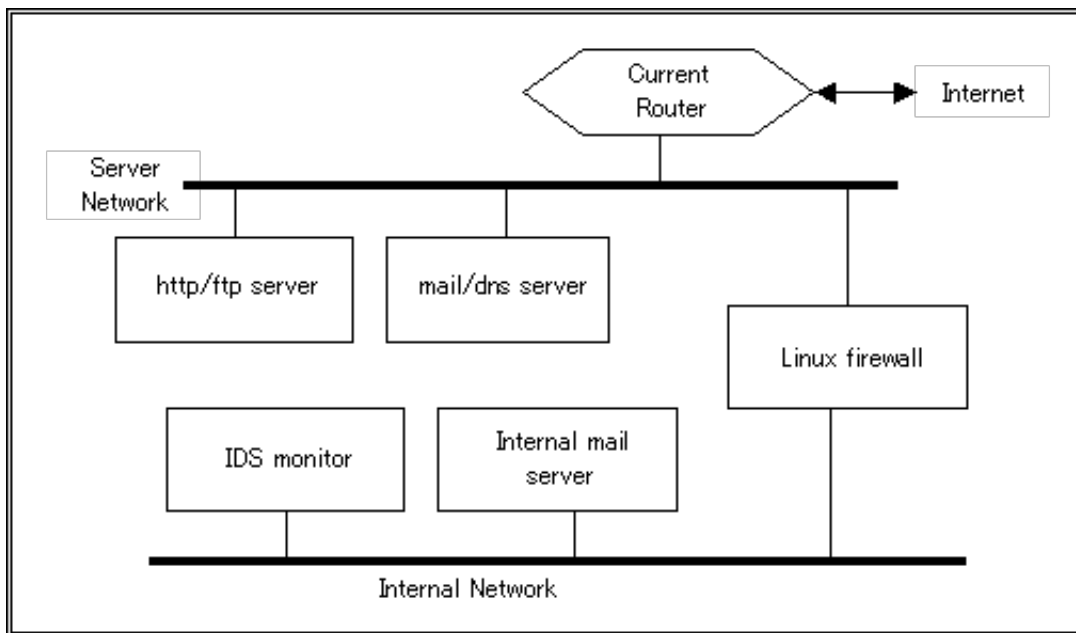 Current
Router
Internet
Server
Network
http/ftp server
mail/dns server
Linux firewall
IDS monitor
Internal mail
server
Internal Network